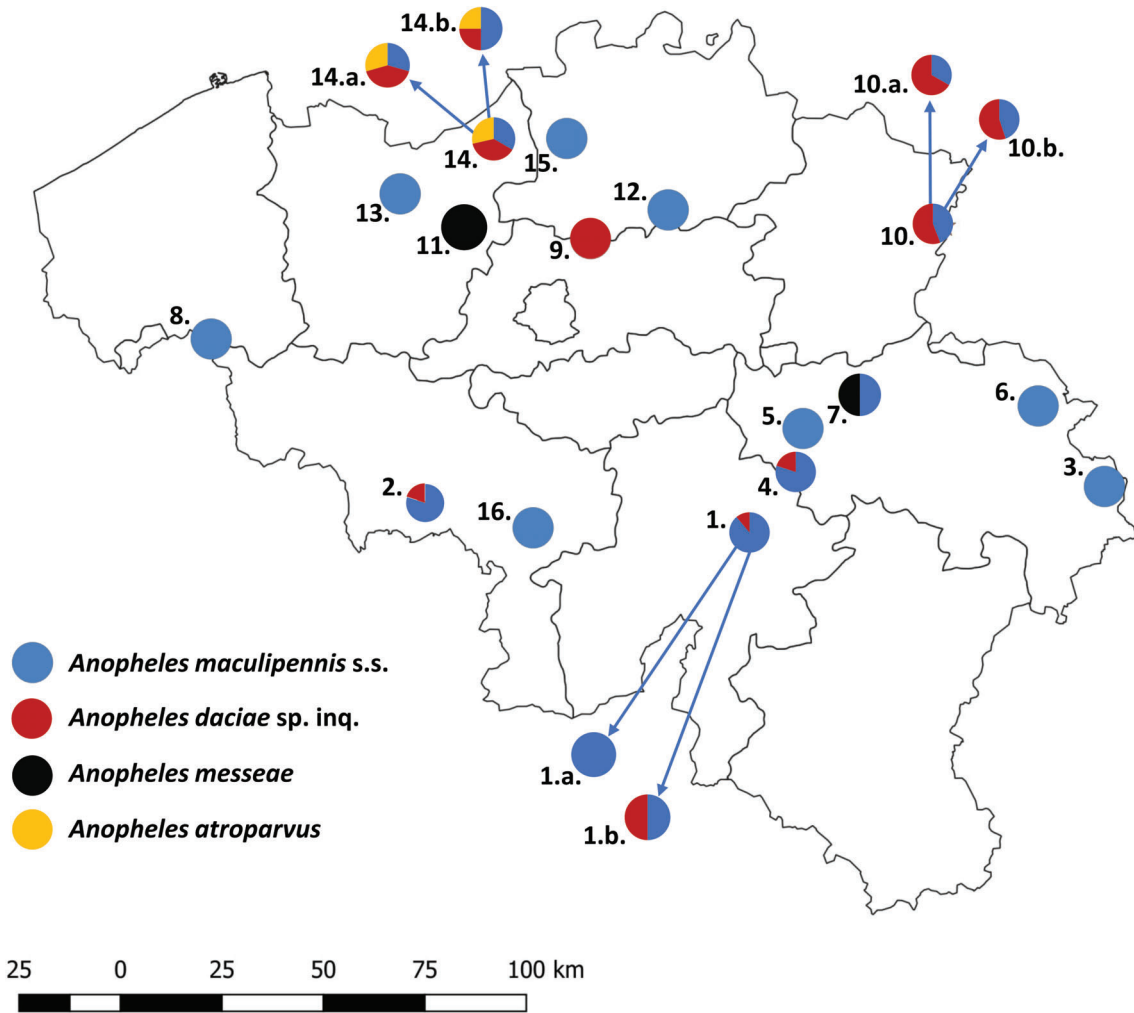 14.b.
14.a.
10.a.
10.b.
14.
15.
13.
12.
11.
9.
10.
8.
7.
6.
5.
4.
3.
2.
16.
1.
1.a.
1.b.
Anopheles maculipennis s.s.
Anopheles daciae sp. inq.
Anopheles messeae
Anopheles atroparvus
25 0 25 50 75 100 km